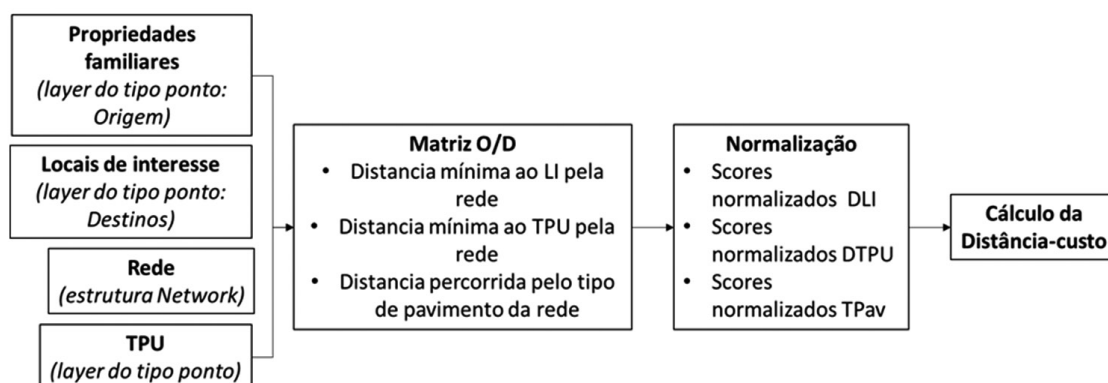 Propriedades
familiares
(layer do tipo ponto:
Origem)
Locais de interesse
(layer do tipo ponto:
Destinos)
Rede
(estrutura Network)
TPU
(layer do tipo ponto)
Matriz O/D
• Distancia mínima ao LI pela
rede
• Distancia mínima ao TPU pela
rede
• Distancia percorrida pelo tipo
de pavimento da rede
Normalização
• Scores
normalizados DLI
• Scores
normalizados DTPU
• Scores
normalizados TPav
Cálculo da
Distância-custo